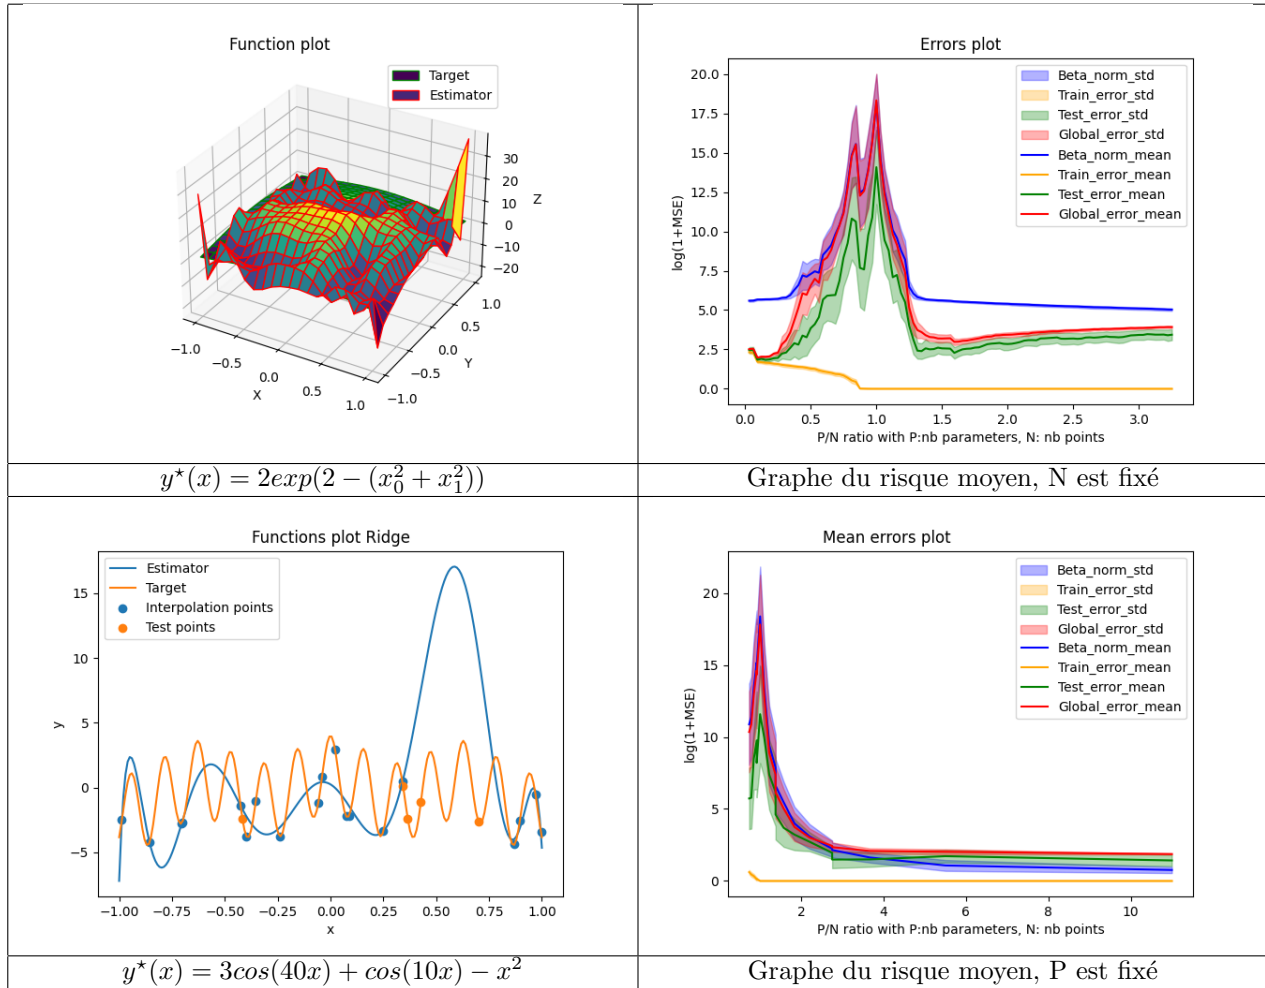 Function plot
Target
Estimator
30
20
10
0
−10
−20
Z
−1.0
−0.5
0.0
0.5
1.0
X
−1.0
−0.5
0.0
0.5
1.0
Y
Errors plot
20.0
17.5
15.0
12.5
10.0
7.5
5.0
2.5
0.0
log(1+MSE)
Beta_norm_std
Train_error_std
Test_error_std
Global_error_std
Beta_norm_mean
Train_error_mean
Test_error_mean
Global_error_mean
0.0 0.5 1.0 1.5 2.0 2.5 3.0
P/N ratio with P:nb parameters, N: nb points
y⋆(x) = 2exp(2 − (x₀² + x₁²))
Graphe du risque moyen, N est fixé
Functions plot Ridge
Estimator
Target
Interpolation points
Test points
15
10
5
0
−5
y
−1.00 −0.75 −0.50 −0.25 0.00 0.25 0.50 0.75 1.00
x
Mean errors plot
20
15
10
5
0
log(1+MSE)
Beta_norm_std
Train_error_std
Test_error_std
Global_error_std
Beta_norm_mean
Train_error_mean
Test_error_mean
Global_error_mean
2 4 6 8 10
P/N ratio with P:nb parameters, N: nb points
y⋆(x) = 3cos(40x) + cos(10x) − x²
Graphe du risque moyen, P est fixé